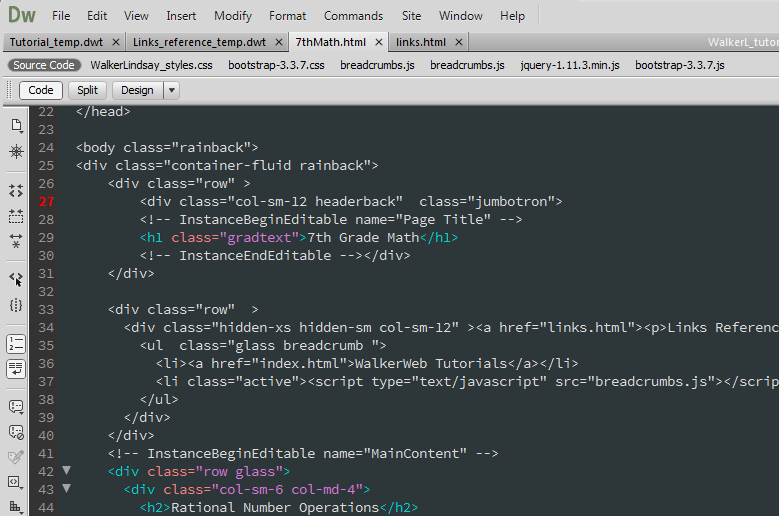 Dw File Edit View Insert Modify Format Commands Site Window Help
Tutorial_temp.dwt × Links_reference_temp.dwt × 7thMath.html × links.html × WalkerL_tutor
Source Code WalkerLindsay_styles.css bootstrap-3.3.7.css breadcrumbs.js breadcrumbs.js jquery-1.11.3.min.js bootstrap-3.3.7.js
Code Split Design
22 </head>
23
24 <body class="rainback">
25 <div class="container-fluid rainback">
26 <div class="row" >
27 <div class="col-sm-12 headerback"  class="jumbotron">
28 <!-- InstanceBeginEditable name="Page Title" -->
29 <h1 class="gradtext">7th Grade Math</h1>
30 <!-- InstanceEndEditable --></div>
31 </div>
32
33 <div class="row"  >
34 <div class="hidden-xs hidden-sm col-sm-12" ><a href="links.html"><p>Links Referenc
35 <ul  class="glass breadcrumb ">
36 <li><a href="index.html">WalkerWeb Tutorials</a></li>
37 <li class="active"><script type="text/javascript" src="breadcrumbs.js"></scrip
38 </ul>
39 </div>
40 </div>
41 <!-- InstanceBeginEditable name="MainContent" -->
42 <div class="row glass">
43 <div class="col-sm-6 col-md-4">
44 <h2>Rational Number Operations</h2>